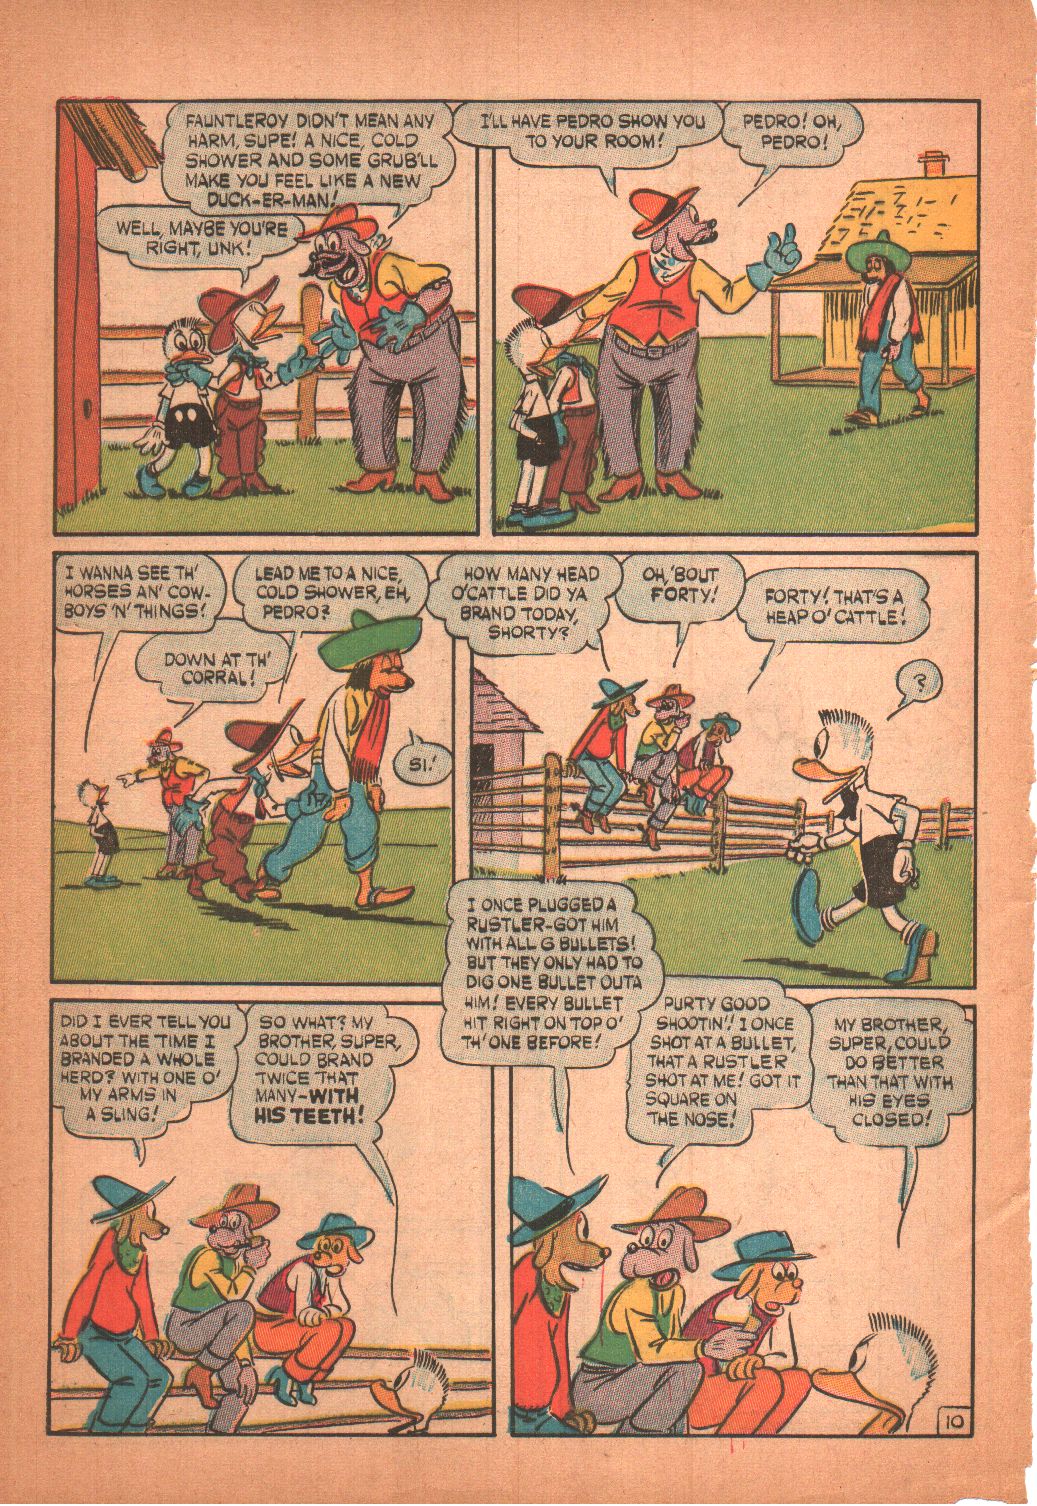 FAUNTLEROY DIDN'T MEAN ANY
HARM, SUPE! A NICE, COLD
SHOWER AND SOME GRUB'LL
MAKE YOU FEEL LIKE A NEW
DUCK-ER-MAN!
WELL, MAYBE YOU'RE
RIGHT, UNK!
I'LL HAVE PEDRO SHOW YOU
TO YOUR ROOM!
PEDRO! OH,
PEDRO!
I WANNA SEE TH'
HORSES AN' COW-
BOYS 'N' THINGS!
DOWN AT TH'
CORRAL!
LEAD ME TO A NICE,
COLD SHOWER, EH,
PEDRO?
SI!
HOW MANY HEAD
O'CATTLE DID YA
BRAND TODAY,
SHORTY?
OH, 'BOUT
FORTY!
FORTY! THAT'S A
HEAP O' CATTLE!
?
DID I EVER TELL YOU
ABOUT THE TIME I
BRANDED A WHOLE
HERD? WITH ONE O'
MY ARMS IN
A SLING!
SO WHAT? MY
BROTHER, SUPER,
COULD BRAND
TWICE THAT
MANY-WITH
HIS TEETH!
I ONCE PLUGGED A
RUSTLER-GOT HIM
WITH ALL 6 BULLETS!
BUT THEY ONLY HAD TO
DIG ONE BULLET OUTA
HIM! EVERY BULLET
HIT RIGHT ON TOP O'
TH' ONE BEFORE!
PURTY GOOD
SHOOTIN'! I ONCE
SHOT AT A BULLET,
THAT A RUSTLER
SHOT AT ME! GOT IT
SQUARE ON
THE NOSE!
MY BROTHER,
SUPER, COULD
DO BETTER
THAN THAT WITH
HIS EYES
CLOSED!
10